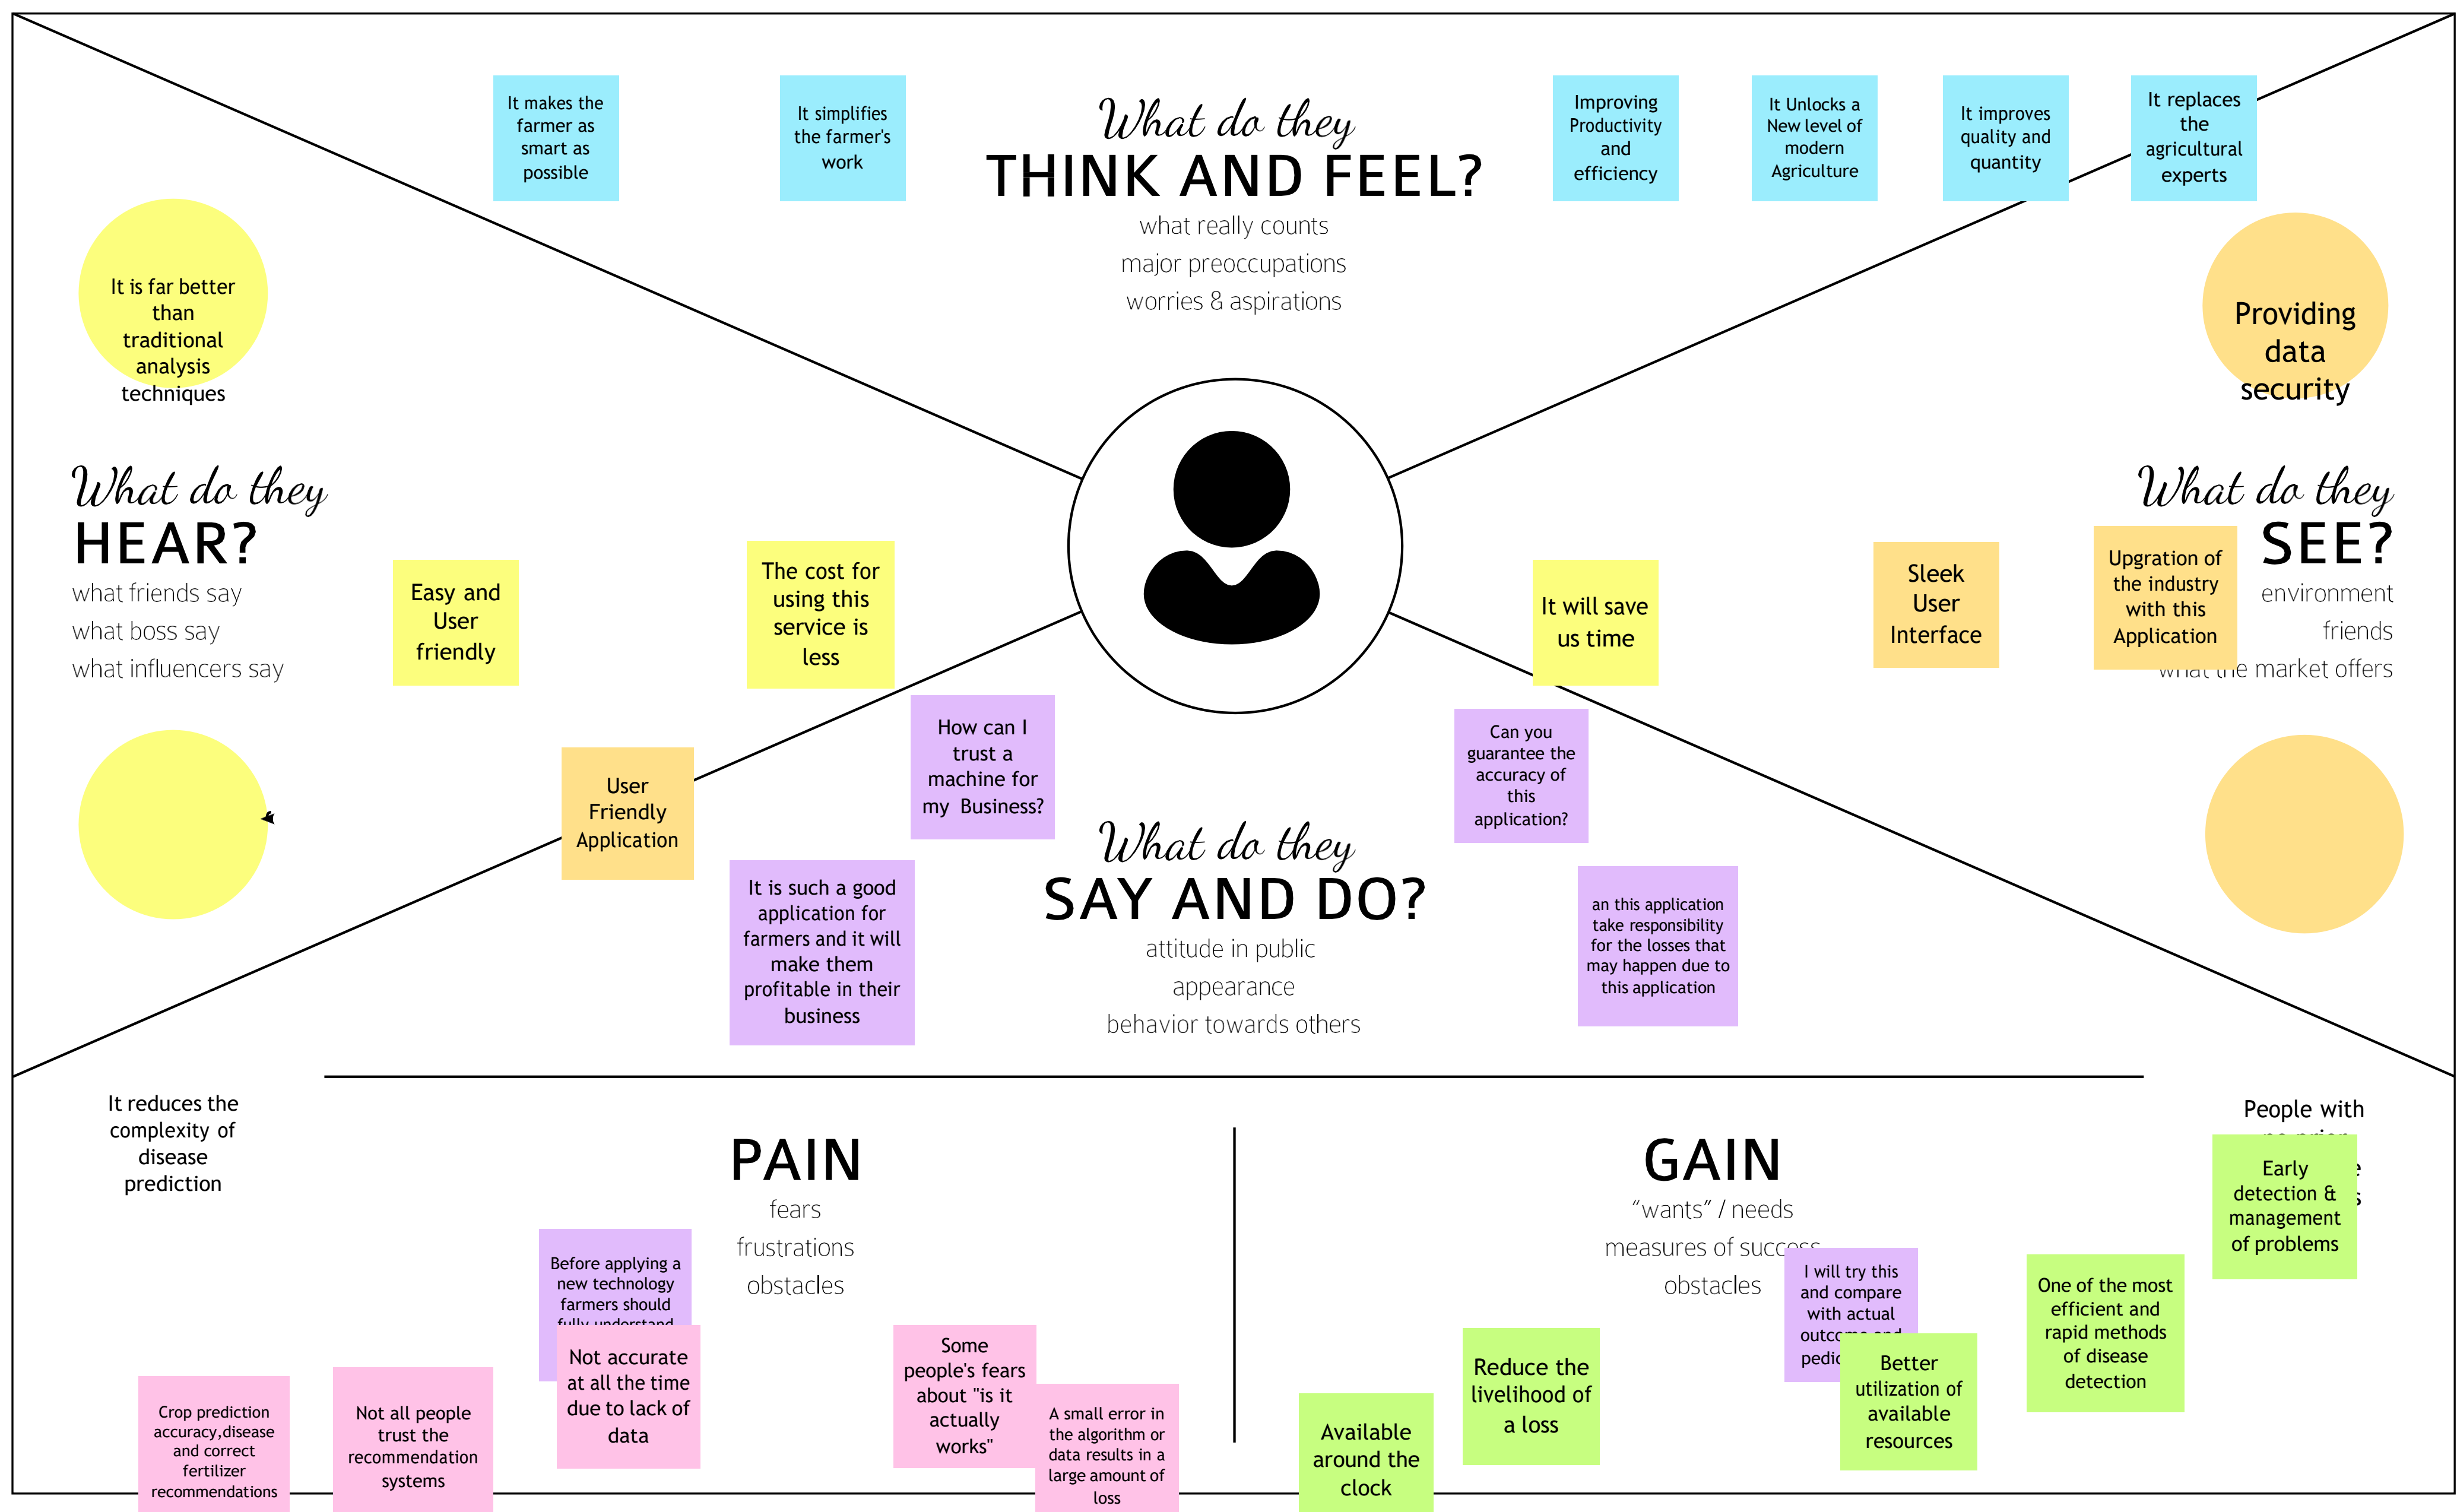 It makes the
farmer as
smart as
possible
It simplifies
the farmer's
work
What do they
THINK AND FEEL?
what really counts
major preoccupations
worries & aspirations
Improving
Productivity
and
efficiency
It Unlocks a
New level of
modern
Agriculture
It improves
quality and
quantity
It replaces
the
agricultural
experts
It is far better
than
traditional
analysis
techniques
Providing
data
security
What do they
HEAR?
what friends say
what boss say
what influencers say
Easy and
User
friendly
The cost for
using this
service is
less
It will save
us time
Sleek
User
Interface
Upgration of
the industry
with this
Application
What do they
SEE?
environment
friends
what the market offers
User
Friendly
Application
How can I
trust a
machine for
my Business?
It is such a good
application for
farmers and it will
make them
profitable in their
business
What do they
SAY AND DO?
attitude in public
appearance
behavior towards others
Can you
guarantee the
accuracy of
this
application?
an this application
take responsibility
for the losses that
may happen due to
this application
It reduces the
complexity of
disease
prediction
PAIN
fears
frustrations
obstacles
Before applying a
new technology
farmers should
fully understand
Not accurate
at all the time
due to lack of
data
Crop prediction
accuracy,disease
and correct
fertilizer
recommendations
Not all people
trust the
recommendation
systems
Some
people's fears
about "is it
actually
works"
A small error in
the algorithm or
data results in a
large amount of
loss
GAIN
“wants” / needs
measures of success
obstacles
I will try this
and compare
with actual
outcome and
Better
utilization of
available
resources
Available
around the
clock
Reduce the
livelihood of
a loss
One of the most
efficient and
rapid methods
of disease
detection
People with
Early
detection &
management
of problems